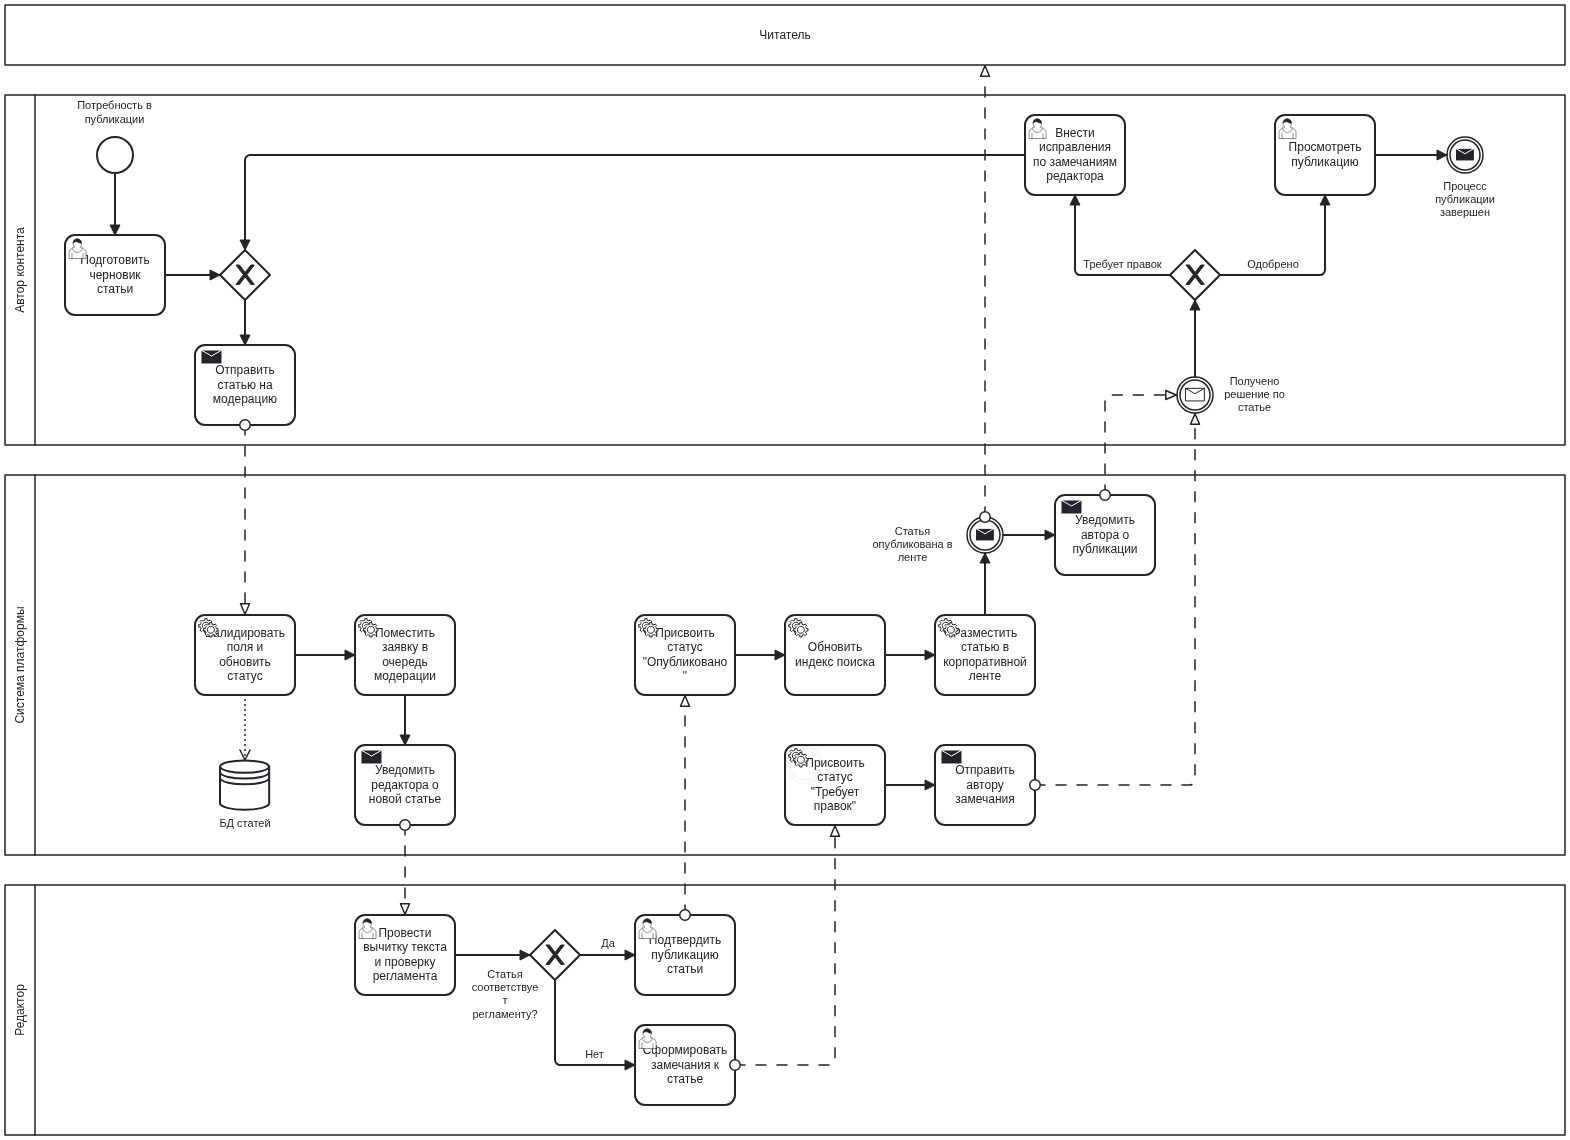 Читатель
Автор контента
Потребность в
публикации
Подготовить
черновик
статьи
Отправить
статью на
модерацию
Внести
исправления
по замечаниям
редактора
Просмотреть
публикацию
Процесс
публикации
завершен
Требует правок
Одобрено
Получено
решение по
статье
Система платформы
Статья
опубликована в
ленте
Уведомить
автора о
публикации
Валидировать
поля и
обновить
статус
Поместить
заявку в
очередь
модерации
Присвоить
статус
"Опубликовано
"
Обновить
индекс поиска
Разместить
статью в
корпоративной
ленте
БД статей
Уведомить
редактора о
новой статье
Присвоить
статус
"Требует
правок"
Отправить
автору
замечания
Редактор
Провести
вычитку текста
и проверку
регламента
Статья
соответствуе
т
регламенту?
Да
Подтвердить
публикацию
статьи
Нет
Сформировать
замечания к
статье